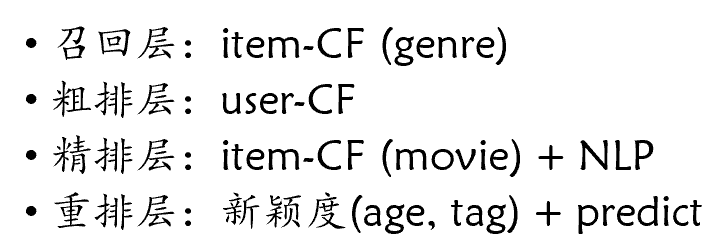 • 召回层：item-CF (genre)
• 粗排层：user-CF
• 精排层：item-CF (movie) + NLP
• 重排层：新颖度(age, tag) + predict